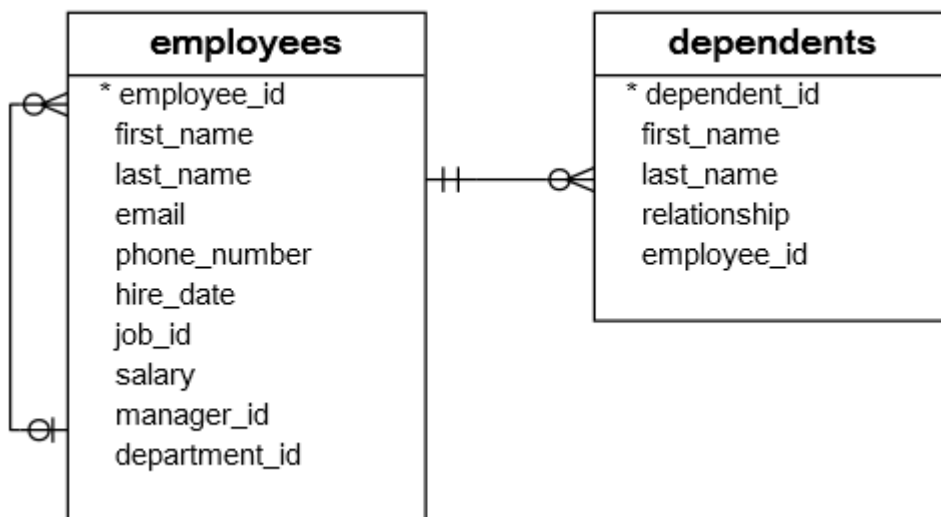 employees
* employee_id
first_name
last_name
email
phone_number
hire_date
job_id
salary
manager_id
department_id
dependents
* dependent_id
first_name
last_name
relationship
employee_id